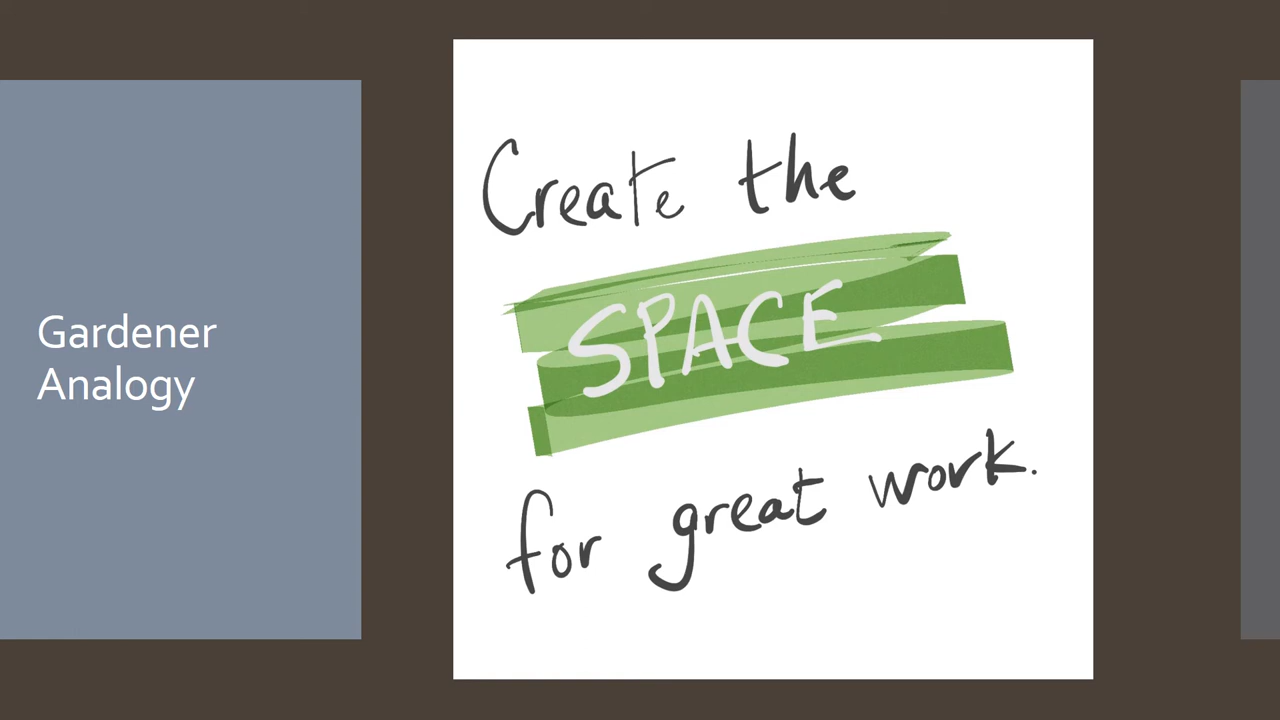 Gardener
Analogy
Create the
SPACE
for great work.